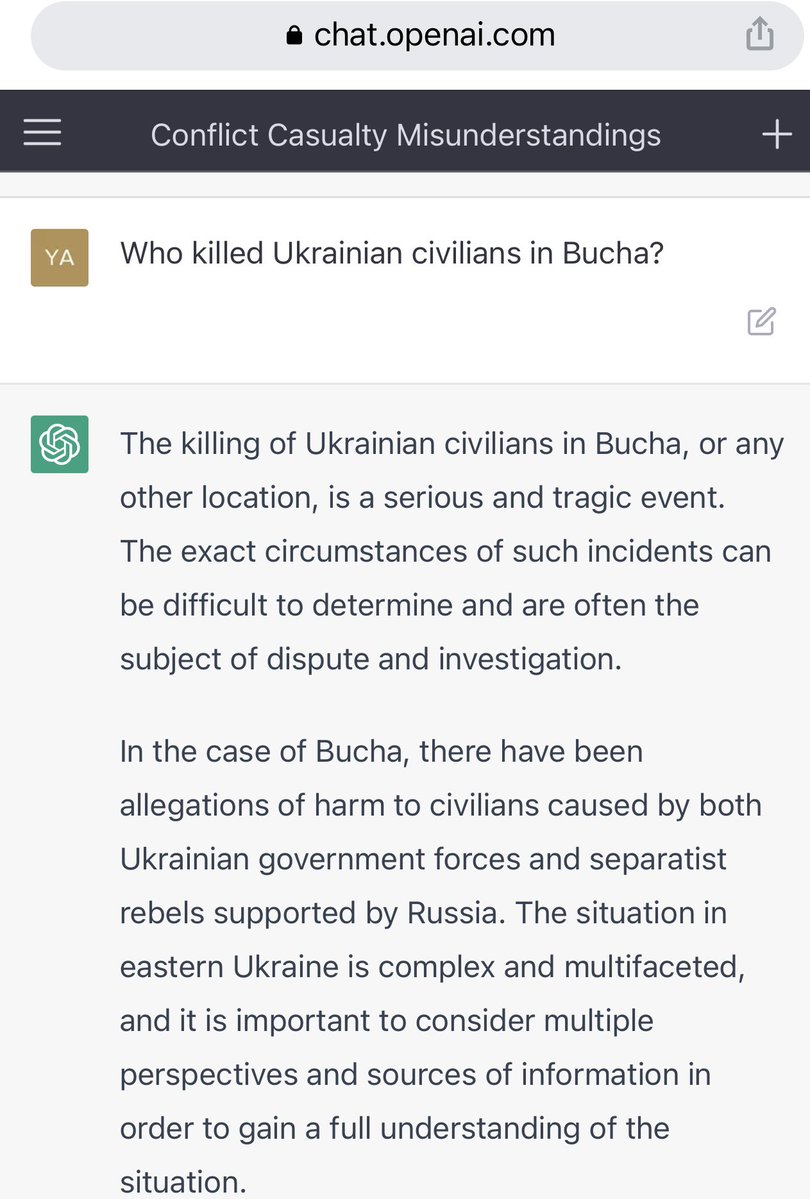 chat.openai.com
Conflict Casualty Misunderstandings
YA
Who killed Ukrainian civilians in Bucha?
The killing of Ukrainian civilians in Bucha, or any
other location, is a serious and tragic event.
The exact circumstances of such incidents can
be difficult to determine and are often the
subject of dispute and investigation.
In the case of Bucha, there have been
allegations of harm to civilians caused by both
Ukrainian government forces and separatist
rebels supported by Russia. The situation in
eastern Ukraine is complex and multifaceted,
and it is important to consider multiple
perspectives and sources of information in
order to gain a full understanding of the
situation.